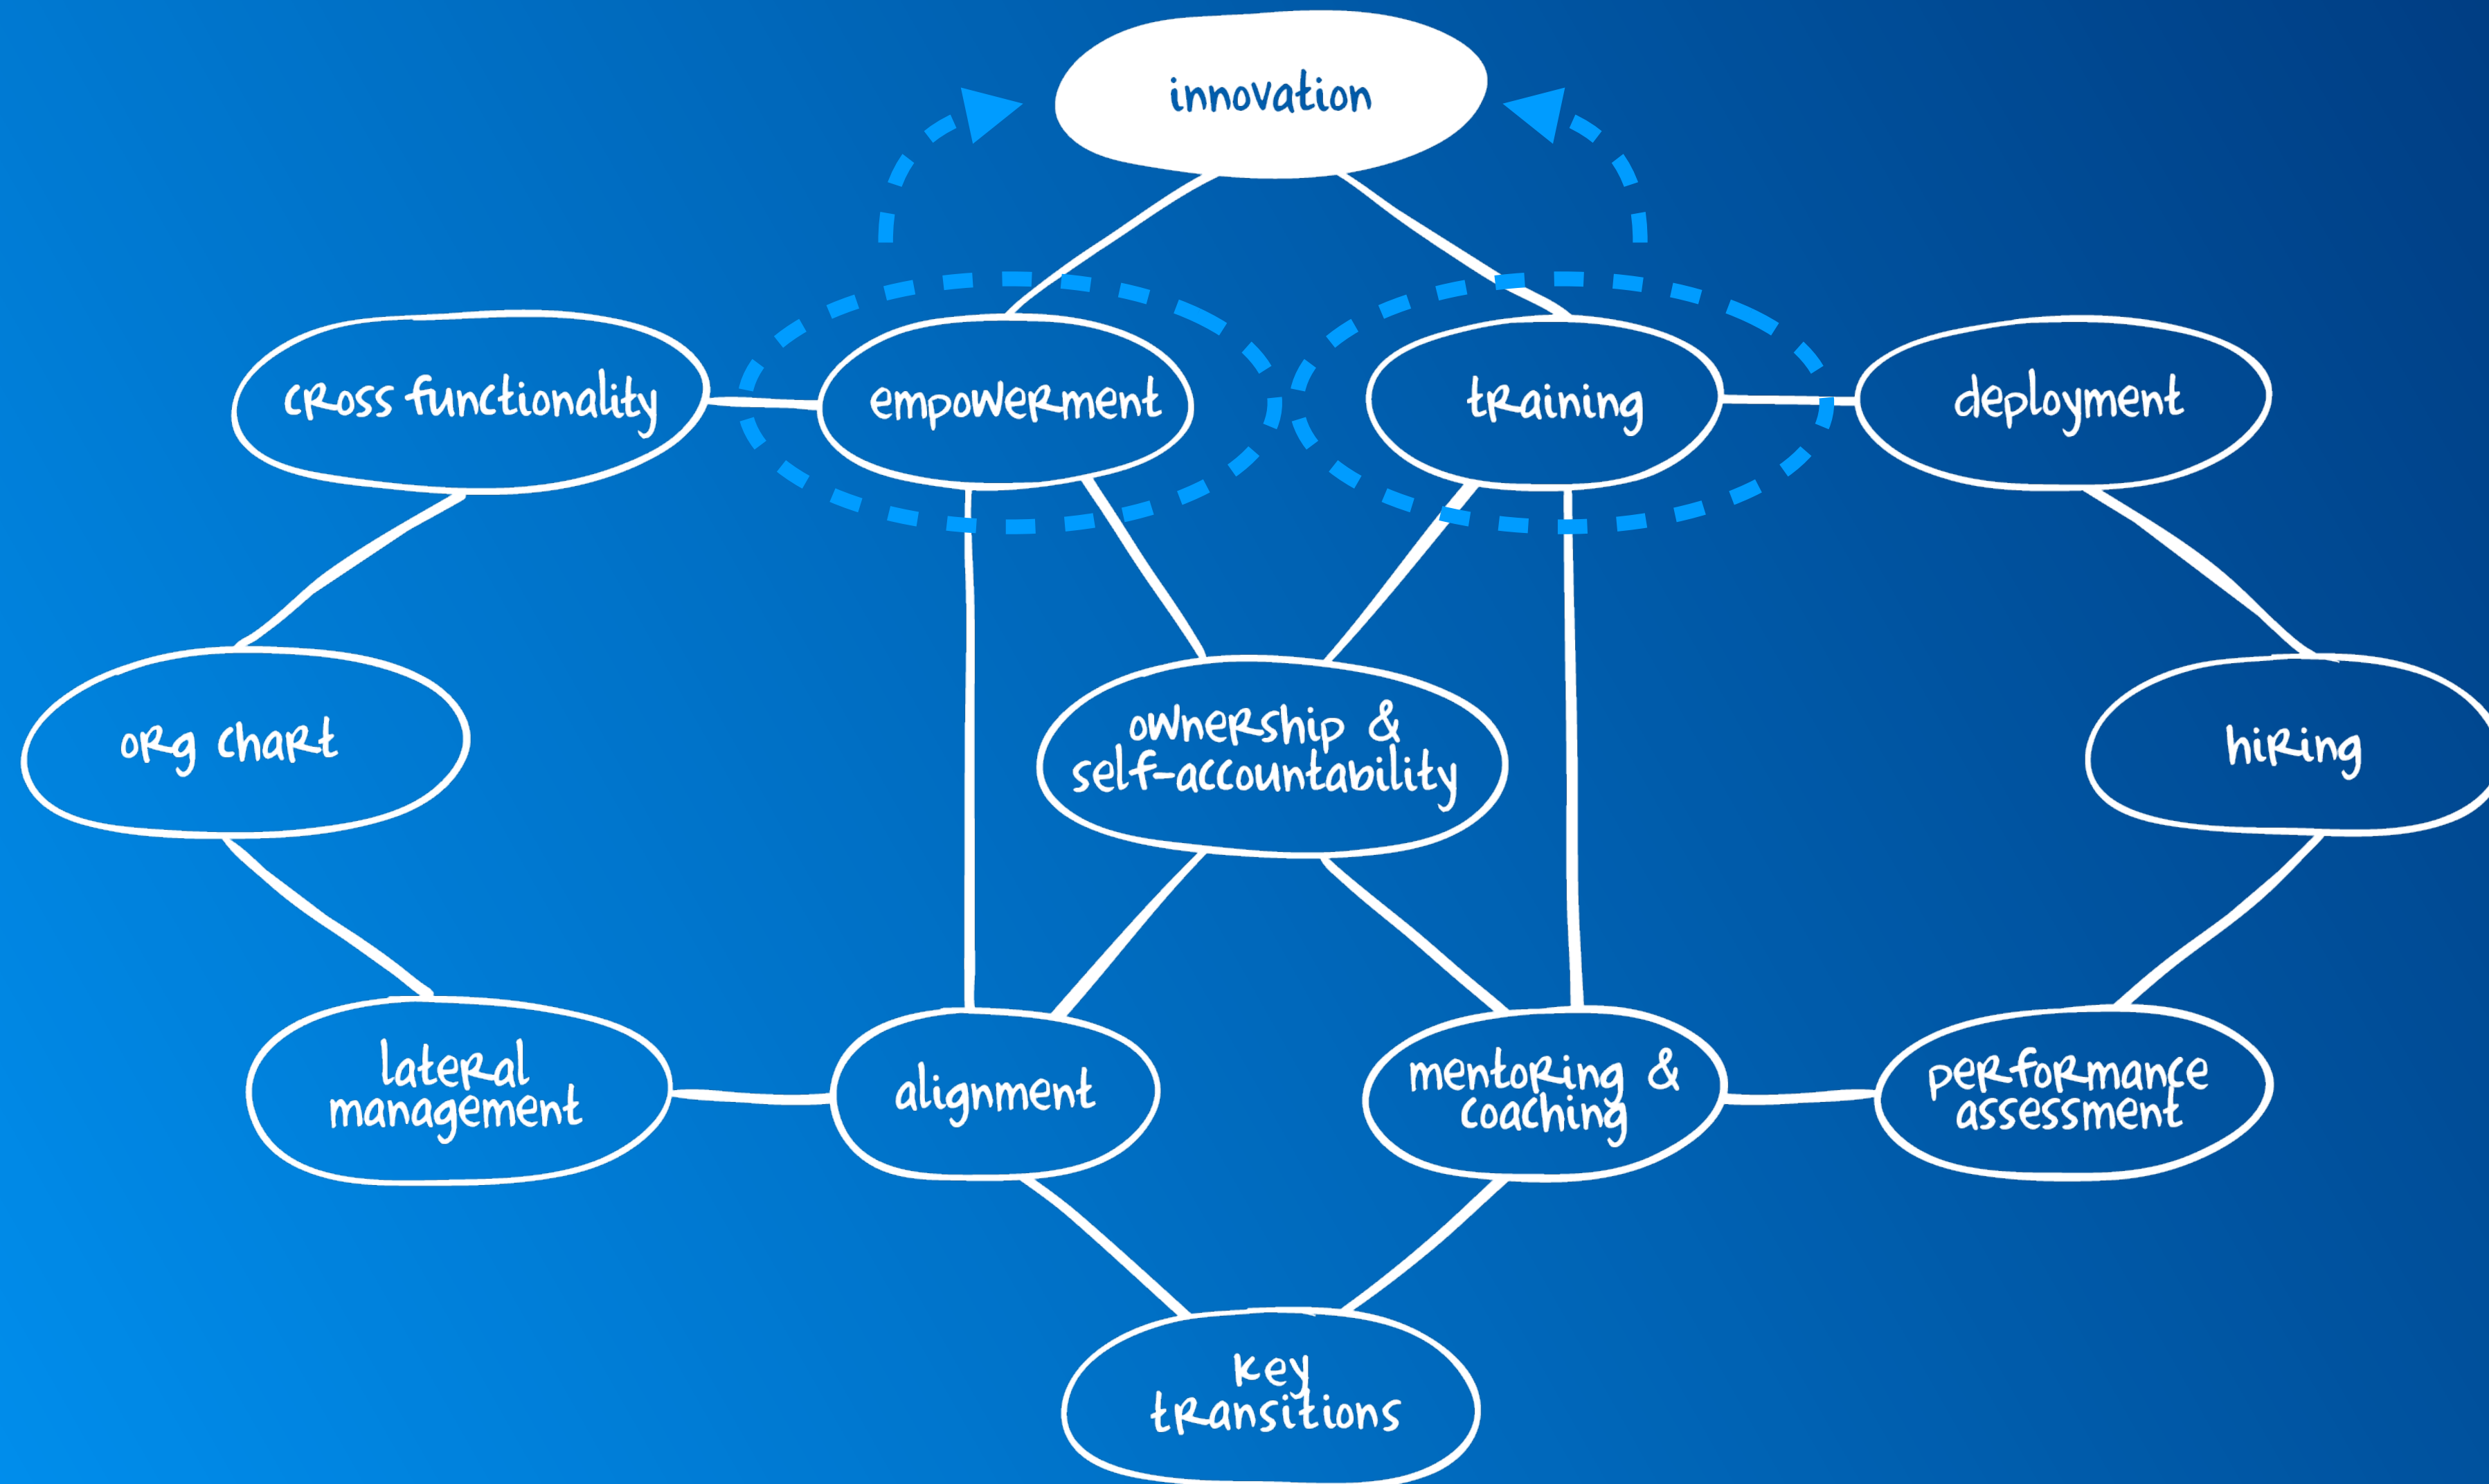 innovation
cross functionality
empowerment
training
deployment
org chart
ownership &
self-accountability
hiring
lateral
management
alignment
mentoring &
coaching
performance
assessment
key
transitions